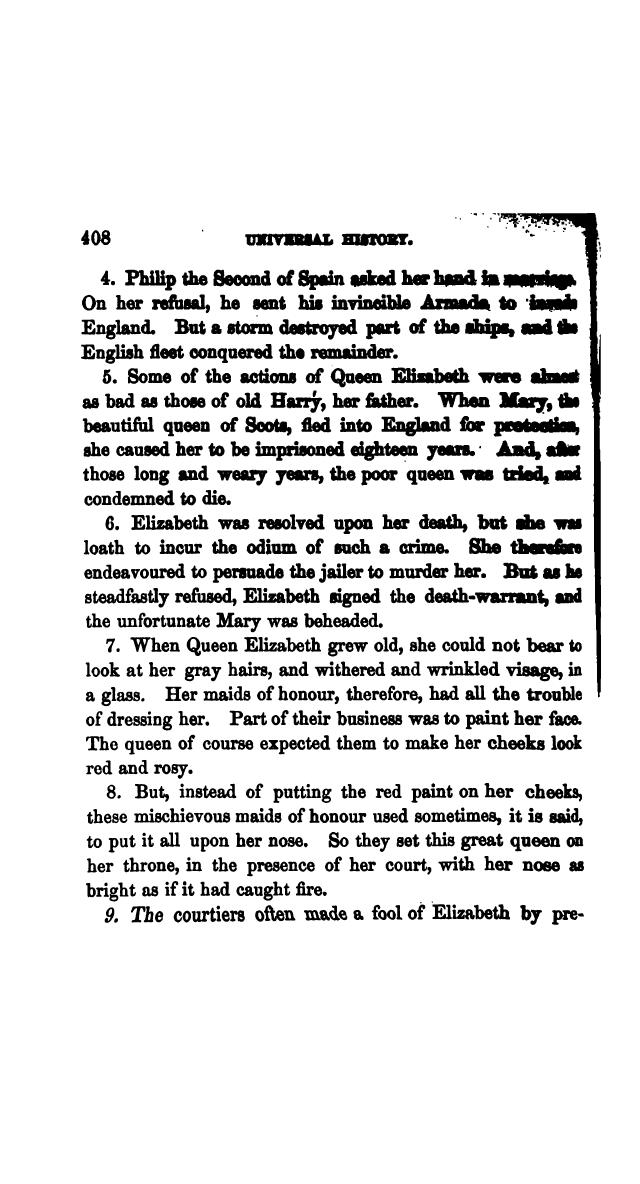 408 UNIVERSAL HISTORY.
4. Philip the Second of Spain asked her hand in marriage.
On her refusal, he sent his invincible Armada to invade
England. But a storm destroyed part of the ships, and the
English fleet conquered the remainder.
5. Some of the actions of Queen Elizabeth were almost
as bad as those of old Harry, her father. When Mary, the
beautiful queen of Scots, fled into England for protection,
she caused her to be imprisoned eighteen years. And, after
those long and weary years, the poor queen was tried, and
condemned to die.
6. Elizabeth was resolved upon her death, but she was
loath to incur the odium of such a crime. She therefore
endeavoured to persuade the jailer to murder her. But as he
steadfastly refused, Elizabeth signed the death-warrant, and
the unfortunate Mary was beheaded.
7. When Queen Elizabeth grew old, she could not bear to
look at her gray hairs, and withered and wrinkled visage, in
a glass. Her maids of honour, therefore, had all the trouble
of dressing her. Part of their business was to paint her face.
The queen of course expected them to make her cheeks look
red and rosy.
8. But, instead of putting the red paint on her cheeks,
these mischievous maids of honour used sometimes, it is said,
to put it all upon her nose. So they set this great queen on
her throne, in the presence of her court, with her nose as
bright as if it had caught fire.
9. The courtiers often made a fool of Elizabeth by pre-